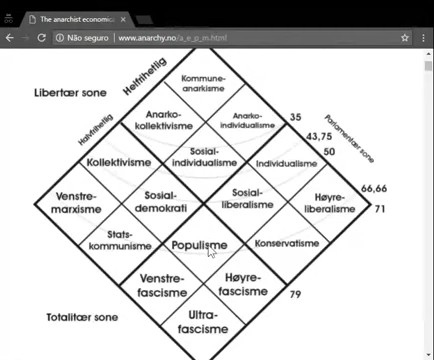 The anarchist economica
Não seguro
www.anarchy.no/a_e_p_m.html
Helfrihetlig
Libertær sone
Kommune-
anarkisme
Halvfrihetlig
Anarko-
kollektivisme
Anarko-
individualisme
35
Parlamentær sone
43,75
50
Kollektivisme
Sosial-
individualisme
Individualisme
66,66
Venstre-
marxisme
Sosial-
demokrati
Sosial-
liberalisme
Høyre-
liberalisme
71
Stats-
kommunisme
Populisme
Konservatisme
Venstre-
fascisme
Høyre-
fascisme
79
Totalitær sone
Ultra-
fascisme